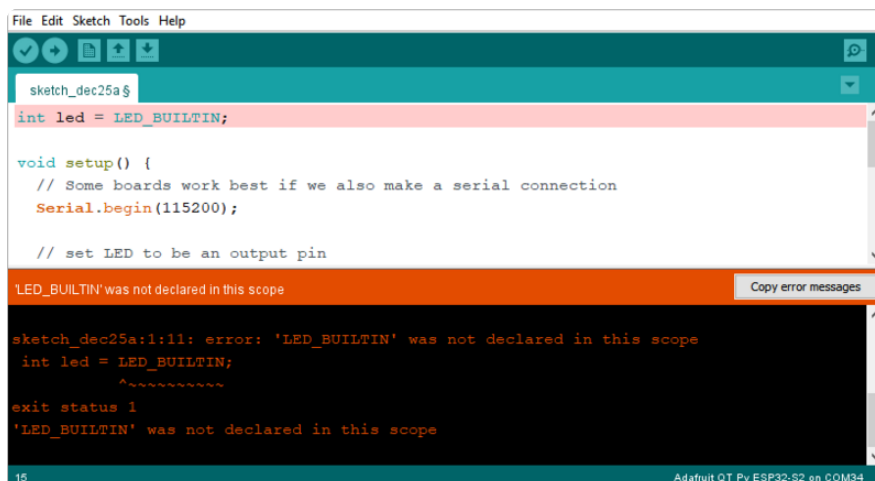 File Edit Sketch Tools Help
sketch_dec25a §
int led = LED_BUILTIN;
void setup() {
// Some boards work best if we also make a serial connection
Serial.begin(115200);
// set LED to be an output pin
'LED_BUILTIN' was not declared in this scope
Copy error messages
sketch_dec25a:1:11: error: 'LED_BUILTIN' was not declared in this scope
int led = LED_BUILTIN;
^~~~~~~~~~~
exit status 1
'LED_BUILTIN' was not declared in this scope
15
Adafruit QT Py ESP32-S2 on COM34